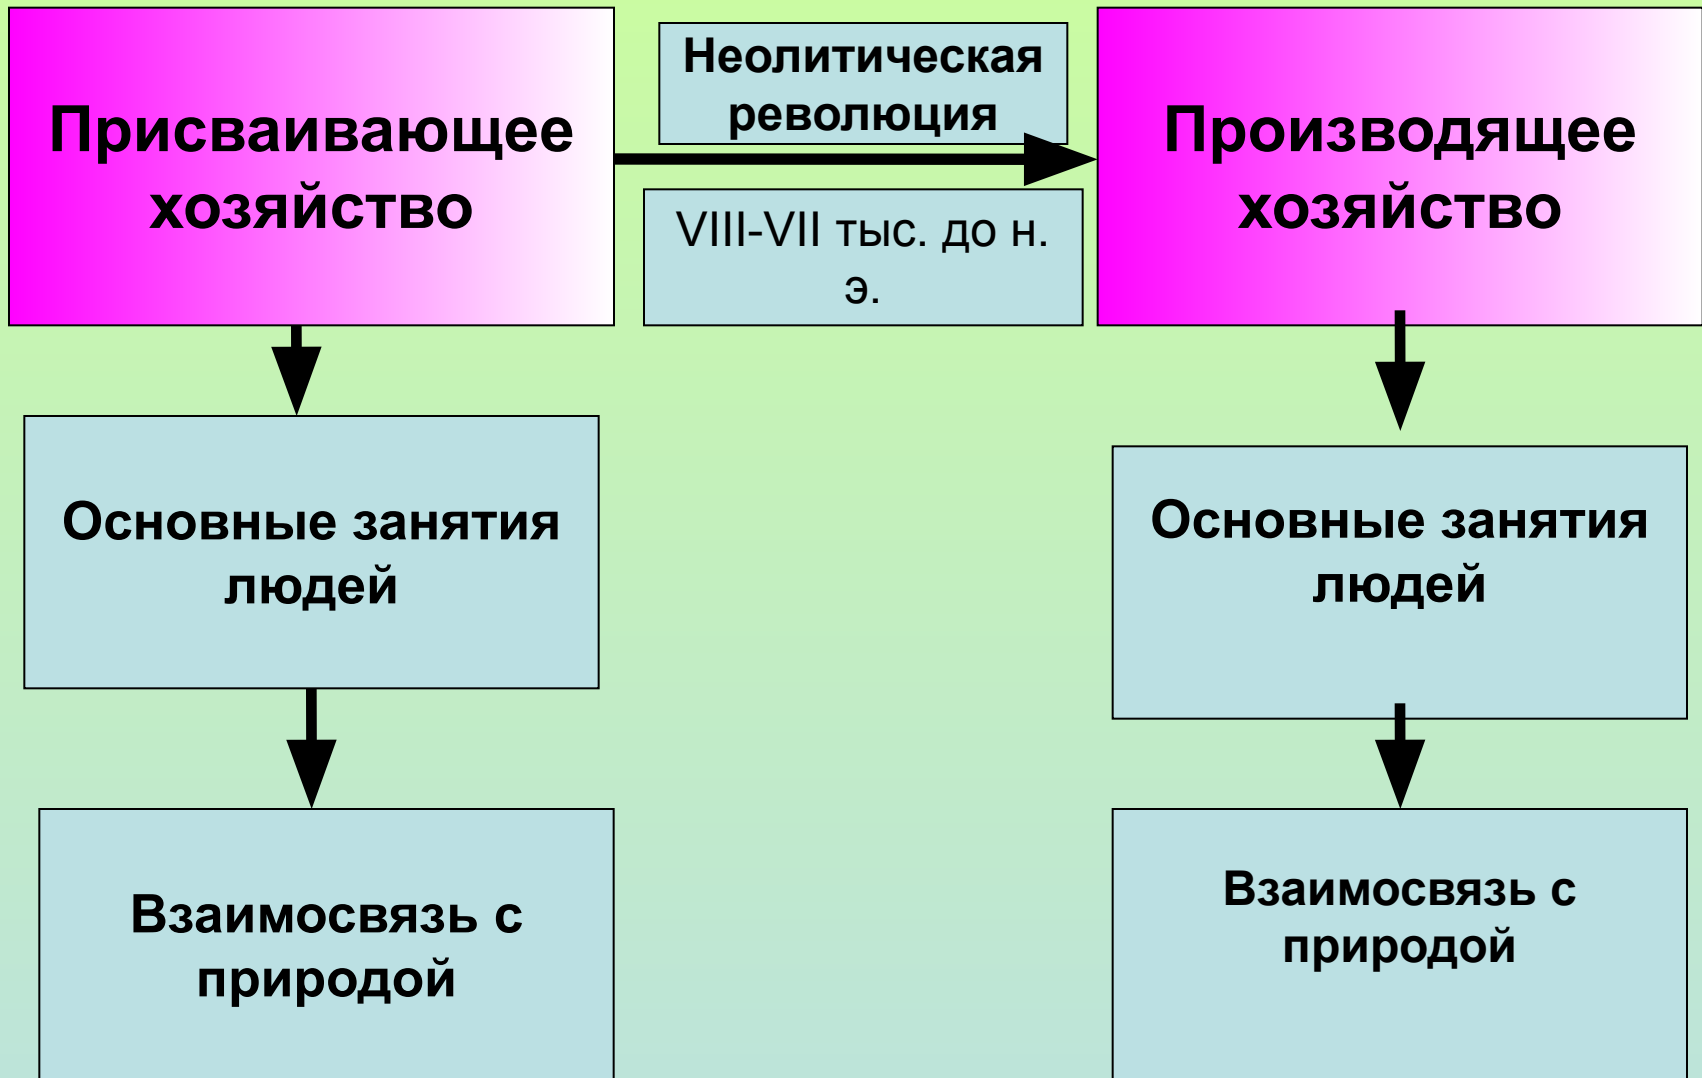 Присваивающее
хозяйство
Неолитическая
революция
VIII-VII тыс. до н.
э.
Производящее
хозяйство
Основные занятия
людей
Основные занятия
людей
Взаимосвязь с
природой
Взаимосвязь с
природой